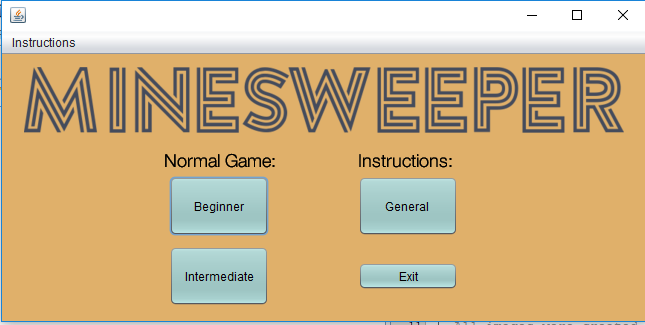 Instructions
MINESWEEPER
Normal Game:
Instructions:
Beginner
General
Intermediate
Exit